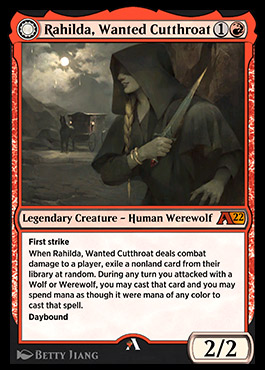 Rahilda, Wanted Cutthroat 1
Legendary Creature – Human Werewolf A22
First strike
When Rahilda, Wanted Cutthroat deals combat
damage to a player, exile a nonland card from their
library at random. During any turn you attacked with a
Wolf or Werewolf, you may cast that card and you may
spend mana as though it were mana of any color to
cast that spell.
Daybound
Betty Jiang
2/2